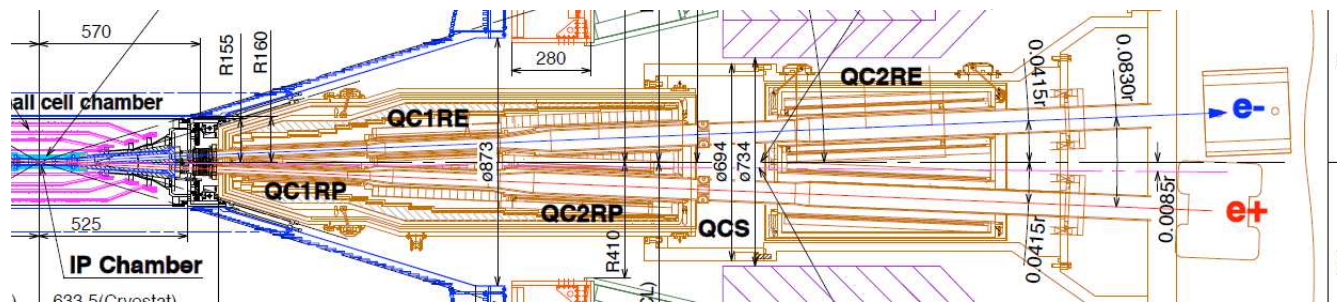 570
R155
R160
280
QC1RE
QC2RE
0.0415r
0.0830r
all cell chamber
e-
ø873
ø694
ø734
QC1RP
QC2RP
QCS
R410
0.0415r
0.0085r
e+
525
IP Chamber
633.5(Cryostat)
CL)